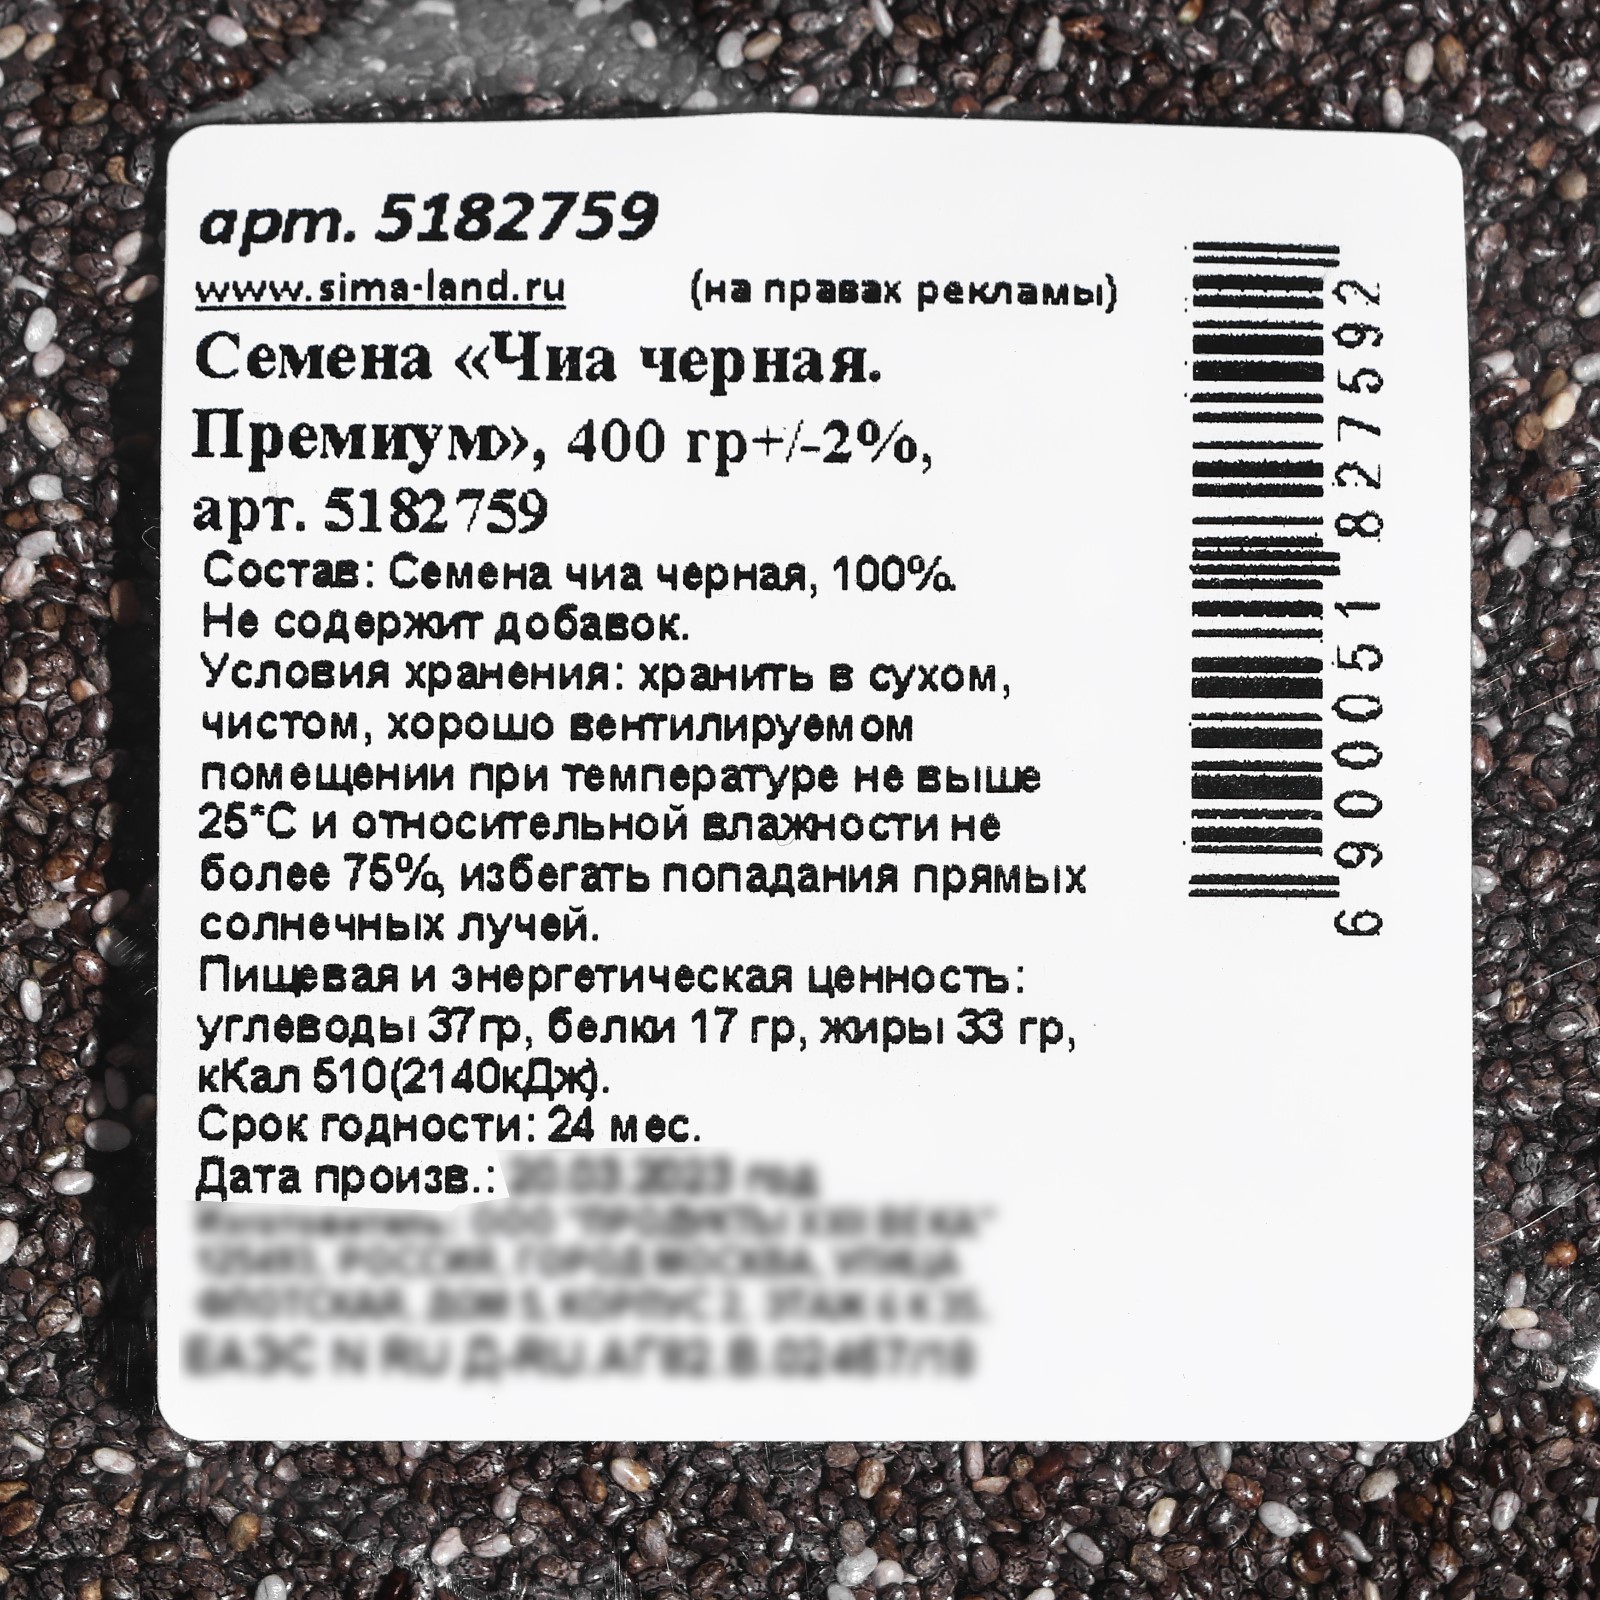 арт. 5182759
www.sima-land.ru (на правах рекламы)
Семена «Чиа черная.
Премиум», 400 гр+/-2%,
арт. 5182759
Состав: Семена чиа черная, 100%.
Не содержит добавок.
Условия хранения: хранить в сухом,
чистом, хорошо вентилируемом
помещении при температуре не выше
25*С и относительной влажности не
более 75%, избегать попадания прямых
солнечных лучей.
Пищевая и энергетическая ценность:
углеводы 37гр, белки 17 гр, жиры 33 гр,
кКал 510(2140кДж).
Срок годности: 24 мес.
Дата произв.:
6 900051 827592